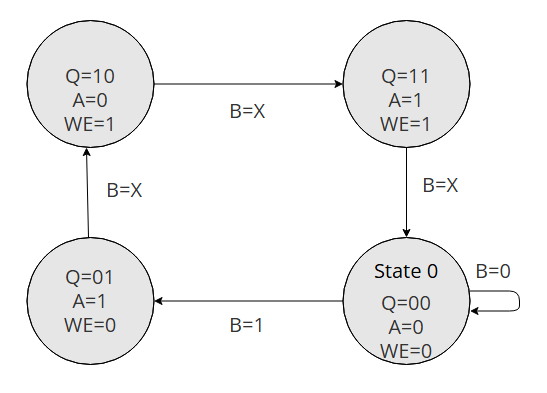 Q=10
A=0
WE=1
Q=11
A=1
WE=1
B=X
B=X
B=X
Q=01
A=1
WE=0
State 0
Q=00
A=0
WE=0
B=0
B=1